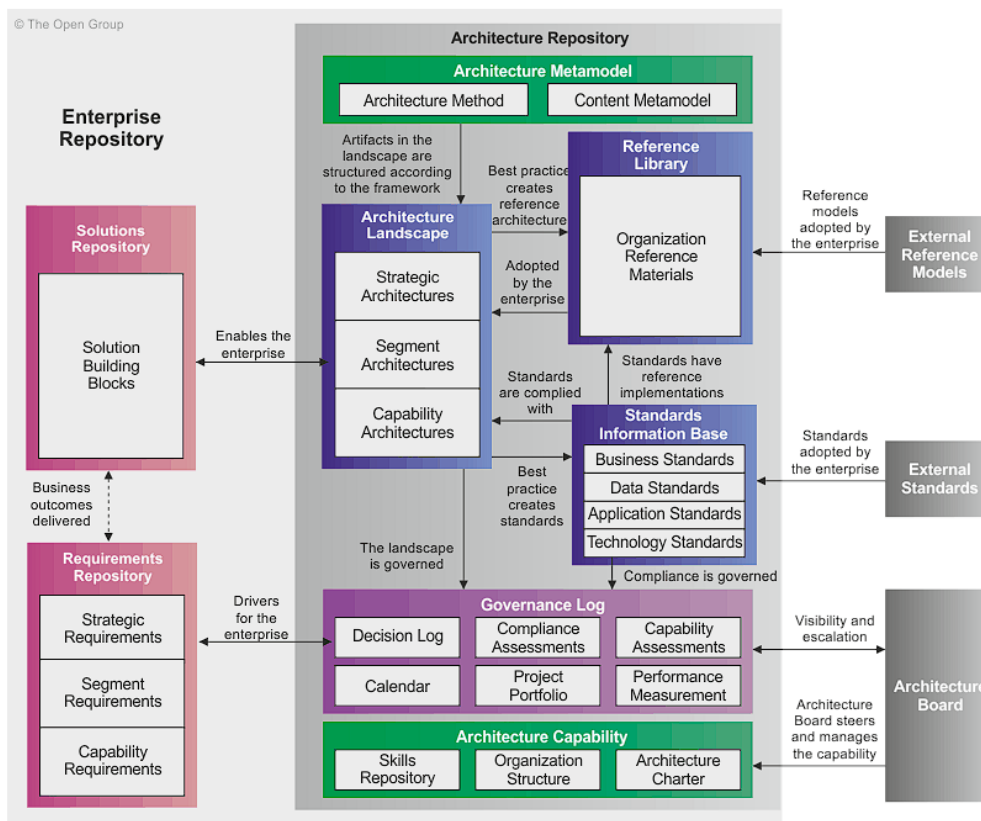 © The Open Group
Architecture Repository
Architecture Metamodel
Architecture Method
Content Metamodel
Enterprise
Repository
Artifacts in the
landscape are
structured according
to the framework
Best practice
creates
reference
architecture
Reference
Library
Organization
Reference
Materials
Reference
models
adopted by
the enterprise
External
Reference
Models
Solutions
Repository
Solution
Building
Blocks
Enables the
enterprise
Architecture
Landscape
Strategic
Architectures
Segment
Architectures
Capability
Architectures
Adopted
by the
enterprise
Standards
are complied
with
Standards have
reference
implementations
Standards
Information Base
Business Standards
Data Standards
Application Standards
Technology Standards
Standards
adopted by
the enterprise
External
Standards
Best
practice
creates
standards
Business
outcomes
delivered
The landscape
is governed
Compliance is governed
Requirements
Repository
Strategic
Requirements
Segment
Requirements
Capability
Requirements
Drivers
for the
enterprise
Governance Log
Decision Log
Compliance
Assessments
Capability
Assessments
Calendar
Project
Portfolio
Performance
Measurement
Visibility and
escalation
Architecture
Board
Architecture
Board steers
and manages
the capability
Architecture Capability
Skills
Repository
Organization
Structure
Architecture
Charter